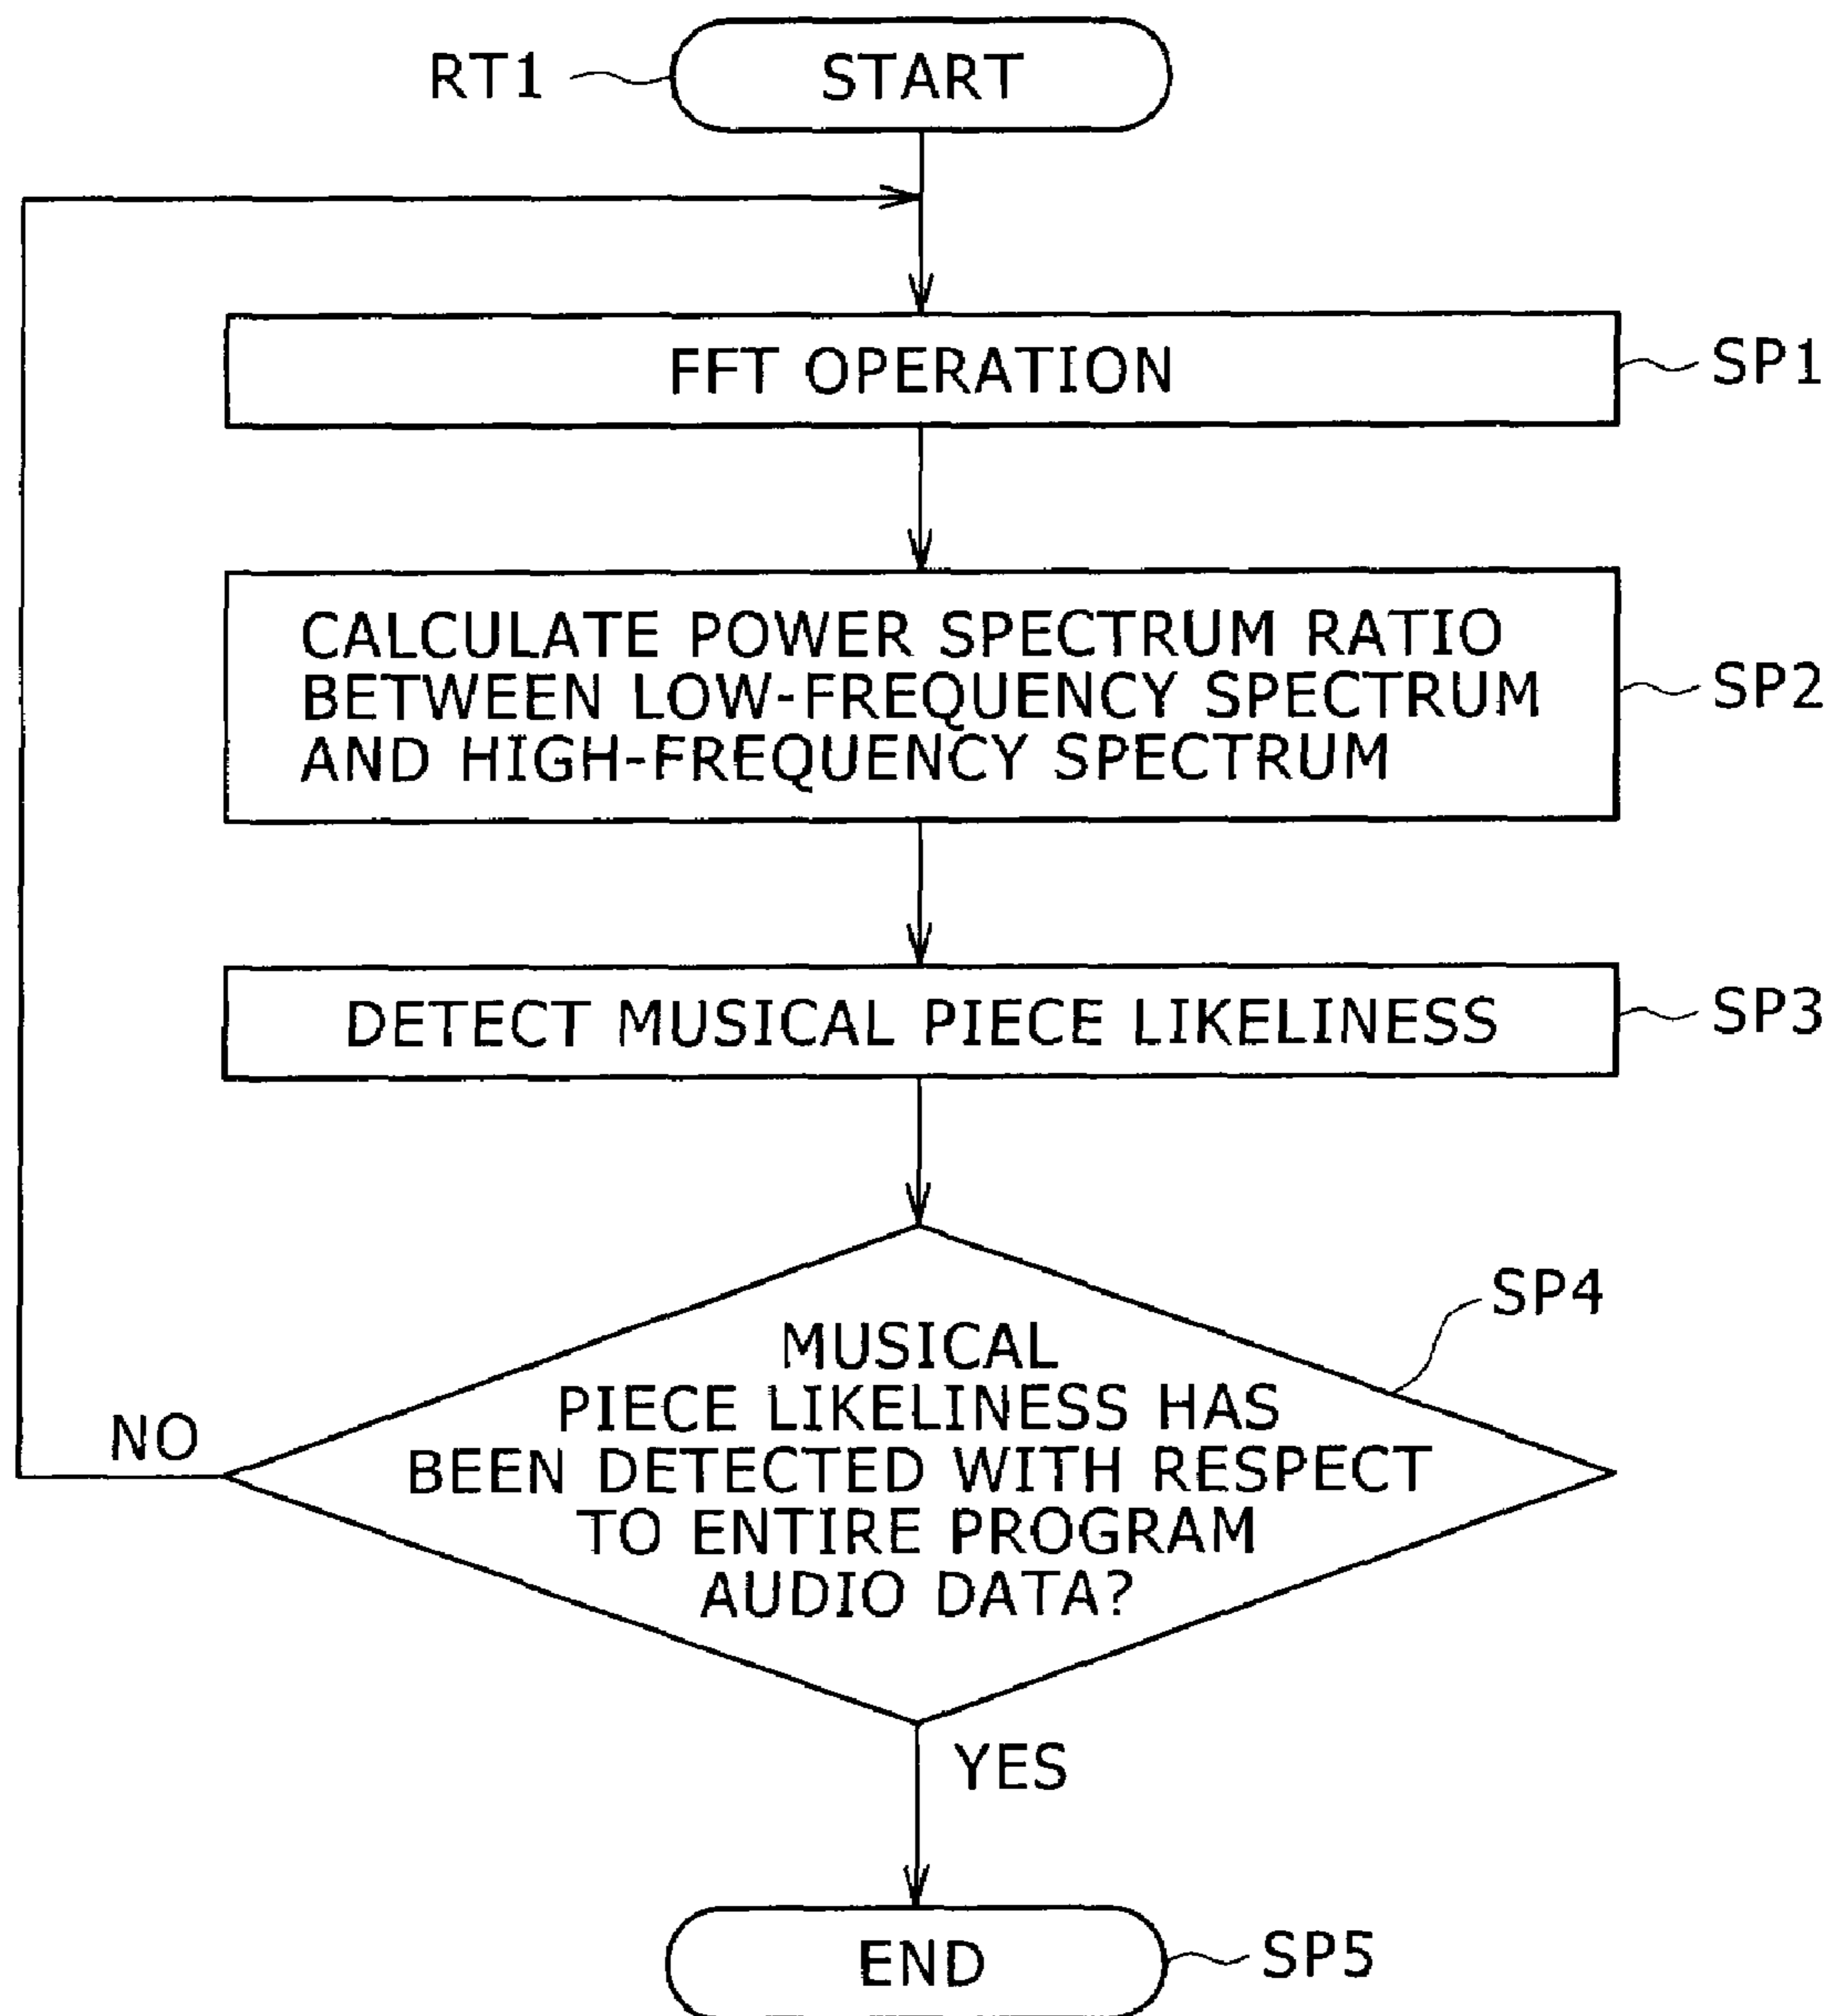 RT1
START
FFT OPERATION
SP1
CALCULATE POWER SPECTRUM RATIO
BETWEEN LOW-FREQUENCY SPECTRUM
AND HIGH-FREQUENCY SPECTRUM
SP2
DETECT MUSICAL PIECE LIKELINESS
SP3
SP4
MUSICAL
PIECE LIKELINESS HAS
BEEN DETECTED WITH RESPECT
TO ENTIRE PROGRAM
AUDIO DATA?
NO
YES
END
SP5